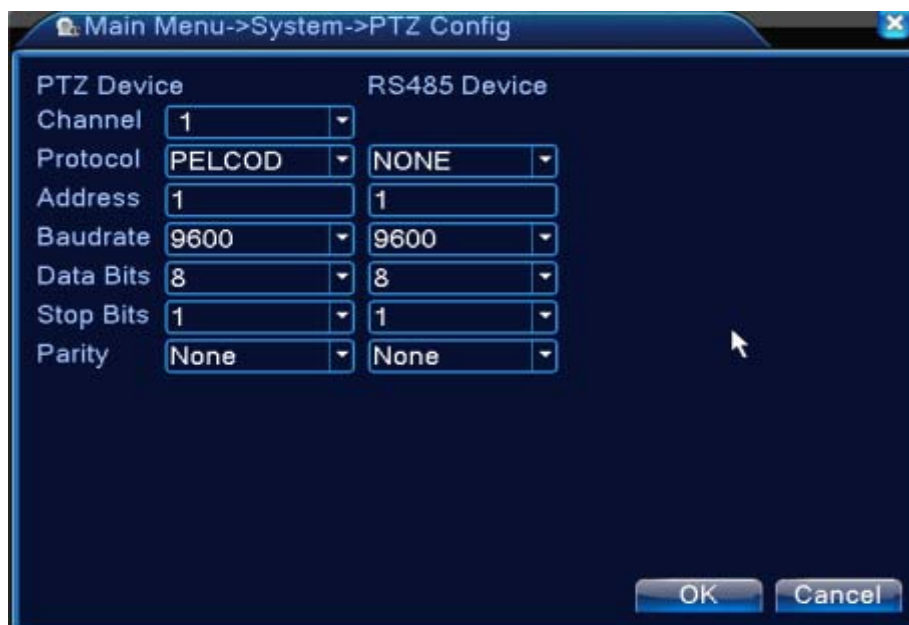 Main Menu->System->PTZ Config
PTZ Device RS485 Device
Channel 1
Protocol PELCOD NONE
Address 1 1
Baudrate 9600 9600
Data Bits 8 8
Stop Bits 1 1
Parity None None
OK Cancel